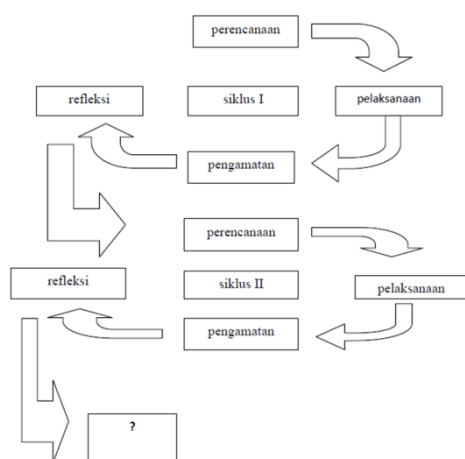 perencanaan
refleksi
siklus I
pelaksanaan
pengamatan
perencanaan
refleksi
siklus II
pelaksanaan
pengamatan
?